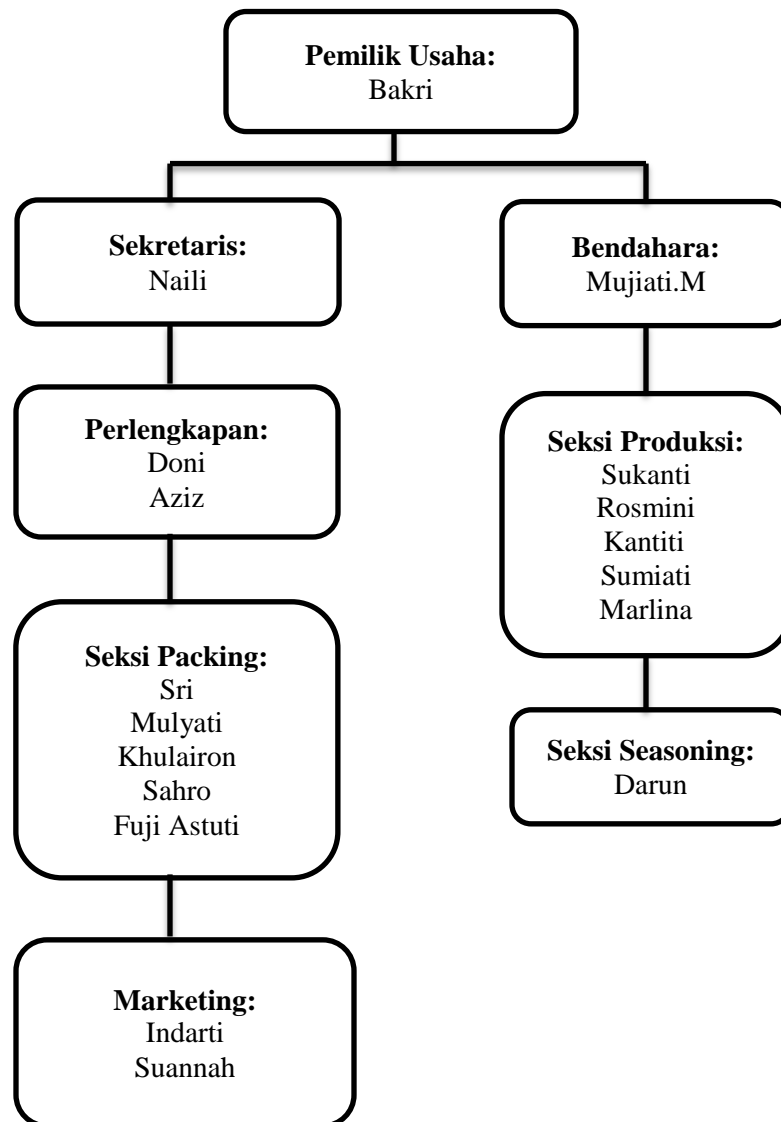 Pemilik Usaha:
Bakri
Sekretaris:
Naili
Bendahara:
Mujiati.M
Perlengkapan:
Doni
Aziz
Seksi Produksi:
Sukanti
Rosmini
Kantiti
Sumiati
Marlina
Seksi Packing:
Sri
Mulyati
Khulairon
Sahro
Fuji Astuti
Seksi Seasoning:
Darun
Marketing:
Indarti
Suannah